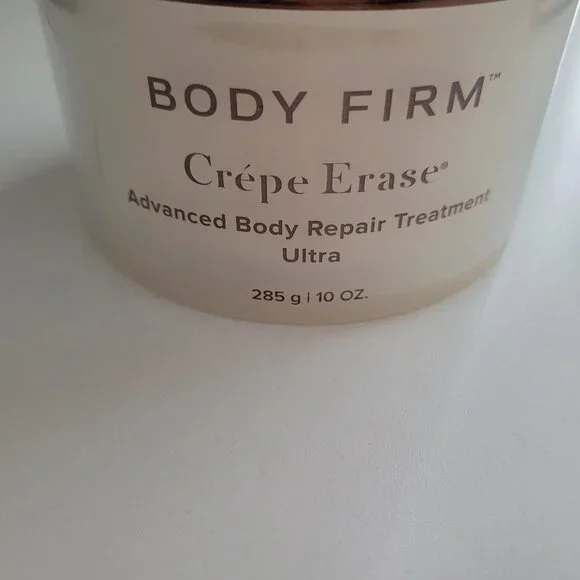 BODY FIRM™
Crépe Erase®
Advanced Body Repair Treatment
Ultra
285 g | 10 OZ.